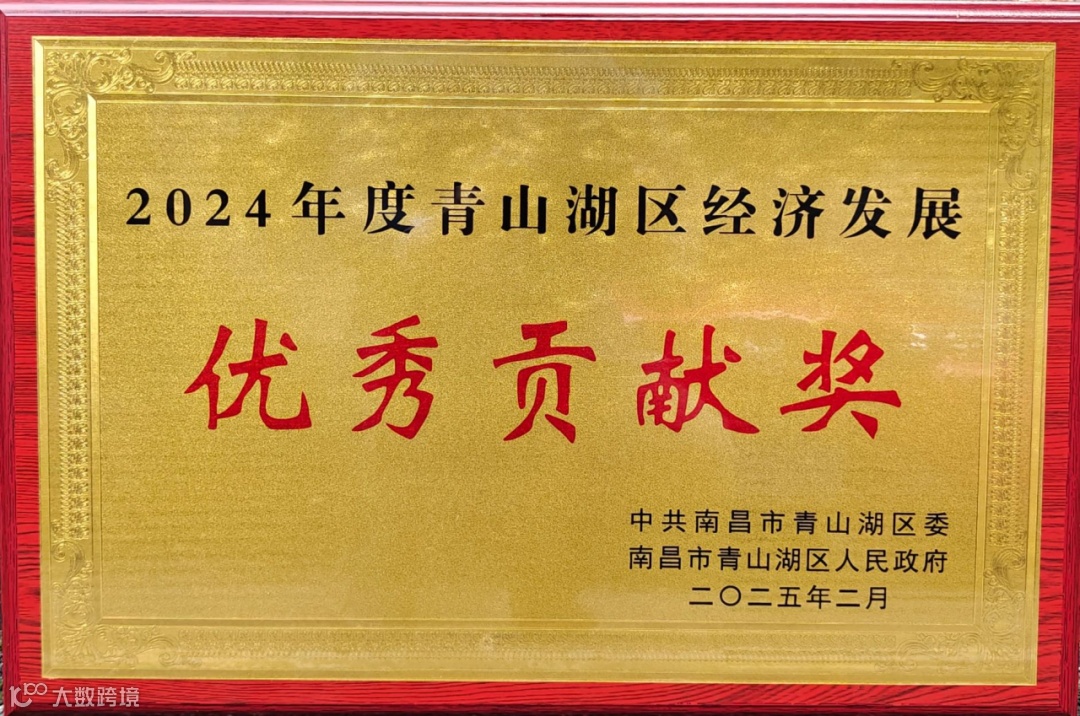 2024年度青山湖区经济发展
优秀贡献奖
中共南昌市青山湖区委
南昌市青山湖区人民政府
二〇二五年二月
大数跨境